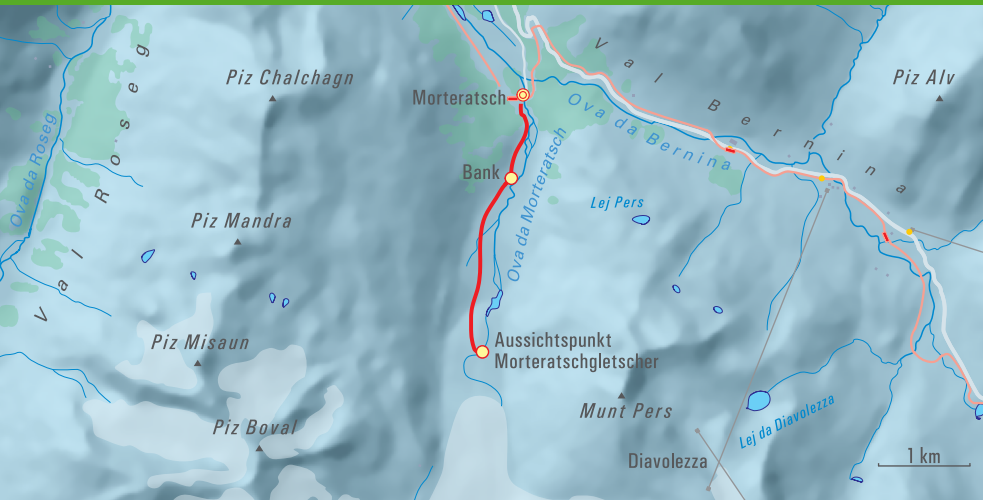 Val Roseg
Piz Chalchagn
Val Bernina
Piz Alv
Morteratsch
Ova da Bernina
Ova da Roseg
Bank
Ova da Morteratsch
Lej Pers
Piz Mandra
Piz Misaun
Aussichtspunkt
Morteratschgletscher
Munt Pers
Lej da Diavolezza
Piz Boval
Diavolezza
1 km